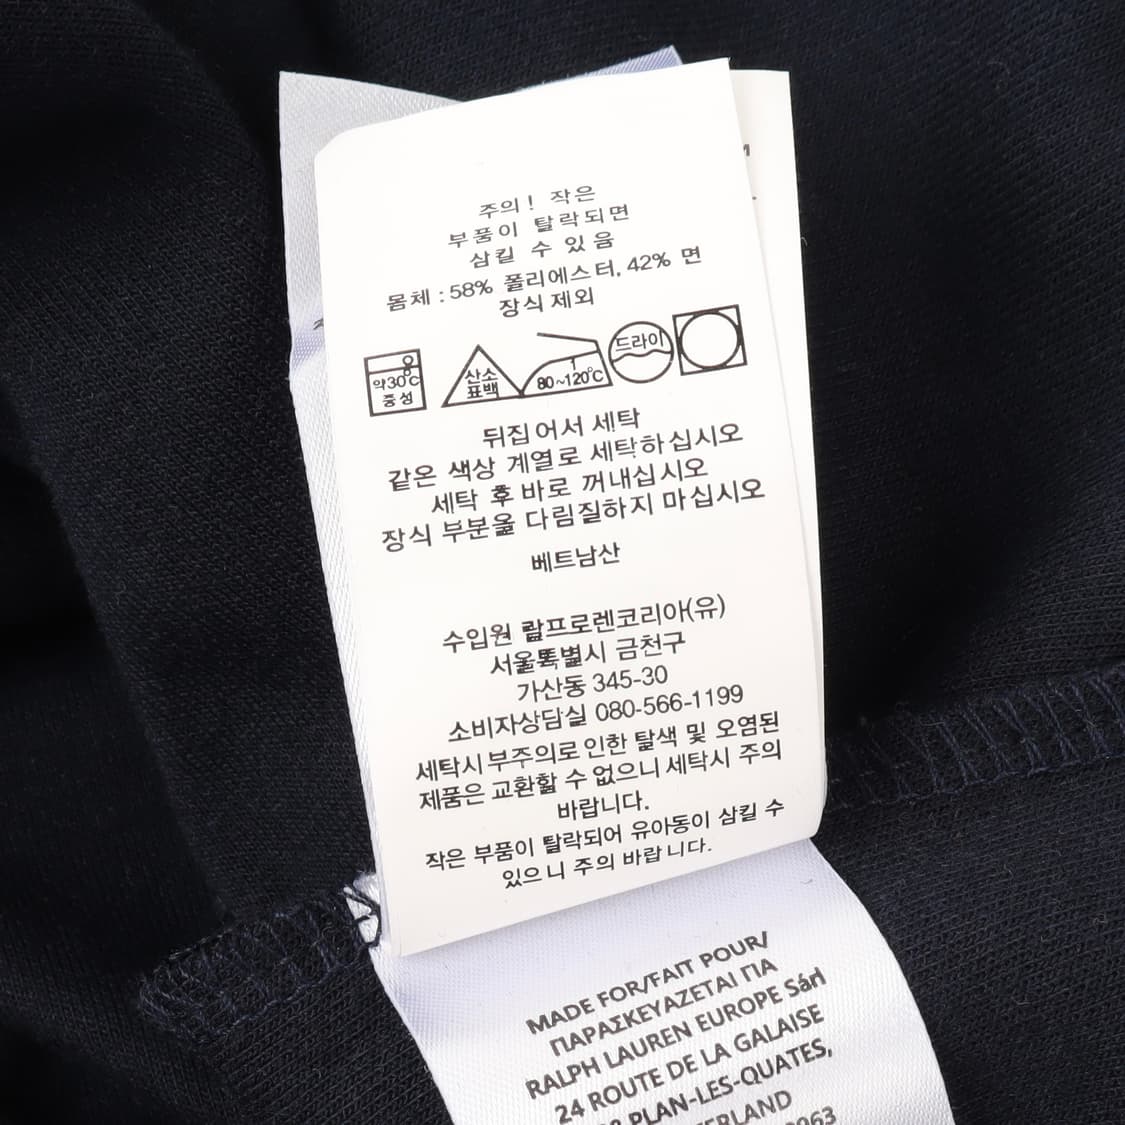 주의! 작은
부품이 탈락되면
삼킬 수 있음
몸체 : 58% 폴리에스터, 42% 면
장식제외
약30°C
중성
산소
표백
80~120°C
드라이
뒤집어서 세탁
같은 색상 계열로 세탁하십시오
세탁 후 바로 꺼내십시오
장식 부분을 다림질하지 마십시오
베트남산
수입원 랄프로렌코리아(유)
서울특별시 금천구
가산동 345-30
소비자상담실 080-566-1199
세탁시부주의로인한 탈색 및 오염된
제품은교환할 수 없으니 세탁시 주의
바랍니다.
작은 부품이 탈락되어 유아동이 삼킬 수
있으니 주의 바랍니다.
MADE FOR/FAIT POUR/
ΠΑΡΑΣΚΕΥΑΖΕΤΑΙ ΓΙΑ
RALPH LAUREN EUROPE Sárl
24 ROUTE DE LA GALAISE
PLAN-LES-QUATES,